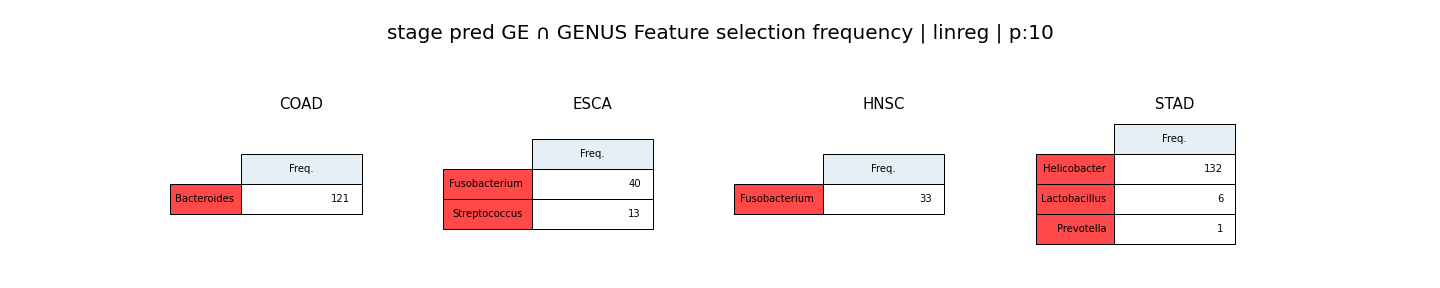 stage pred GE ∩ GENUS Feature selection frequency | linreg | p:10
COAD
Freq.
Bacteroides 121
ESCA
Freq.
Fusobacterium 40
Streptococcus 13
HNSC
Freq.
Fusobacterium 33
STAD
Freq.
Helicobacter 132
Lactobacillus 6
Prevotella 1